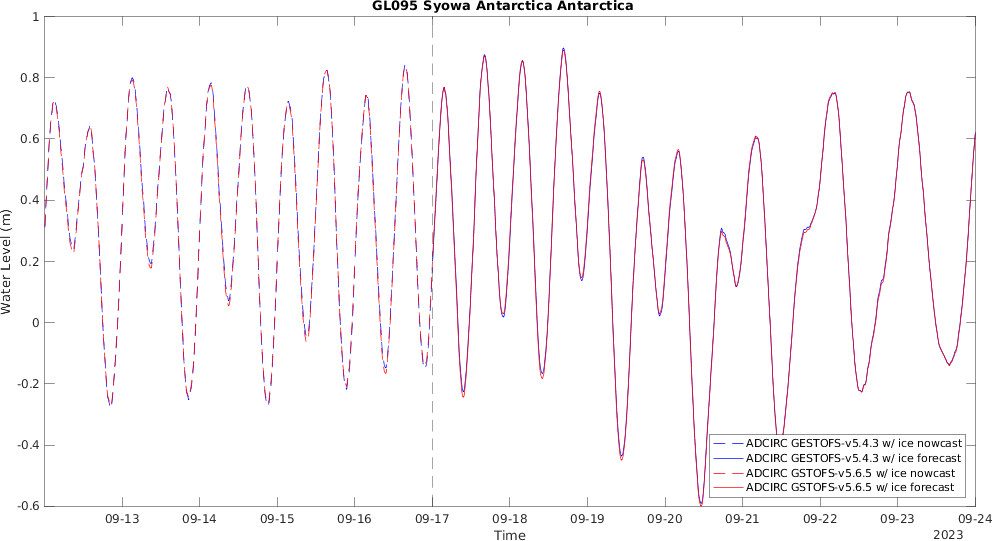 GL095 Syowa Antarctica Antarctica
1
0.8
0.6
0.4
0.2
0
-0.2
-0.4
-0.6
Water Level (m)
ADCIRC GESTOFS-v5.4.3 w/ ice nowcast
ADCIRC GESTOFS-v5.4.3 w/ ice forecast
ADCIRC GSTOFS-v5.6.5 w/ ice nowcast
ADCIRC GSTOFS-v5.6.5 w/ ice forecast
09-13 09-14 09-15 09-16 09-17 09-18 09-19 09-20 09-21 09-22 09-23 09-24
Time
2023